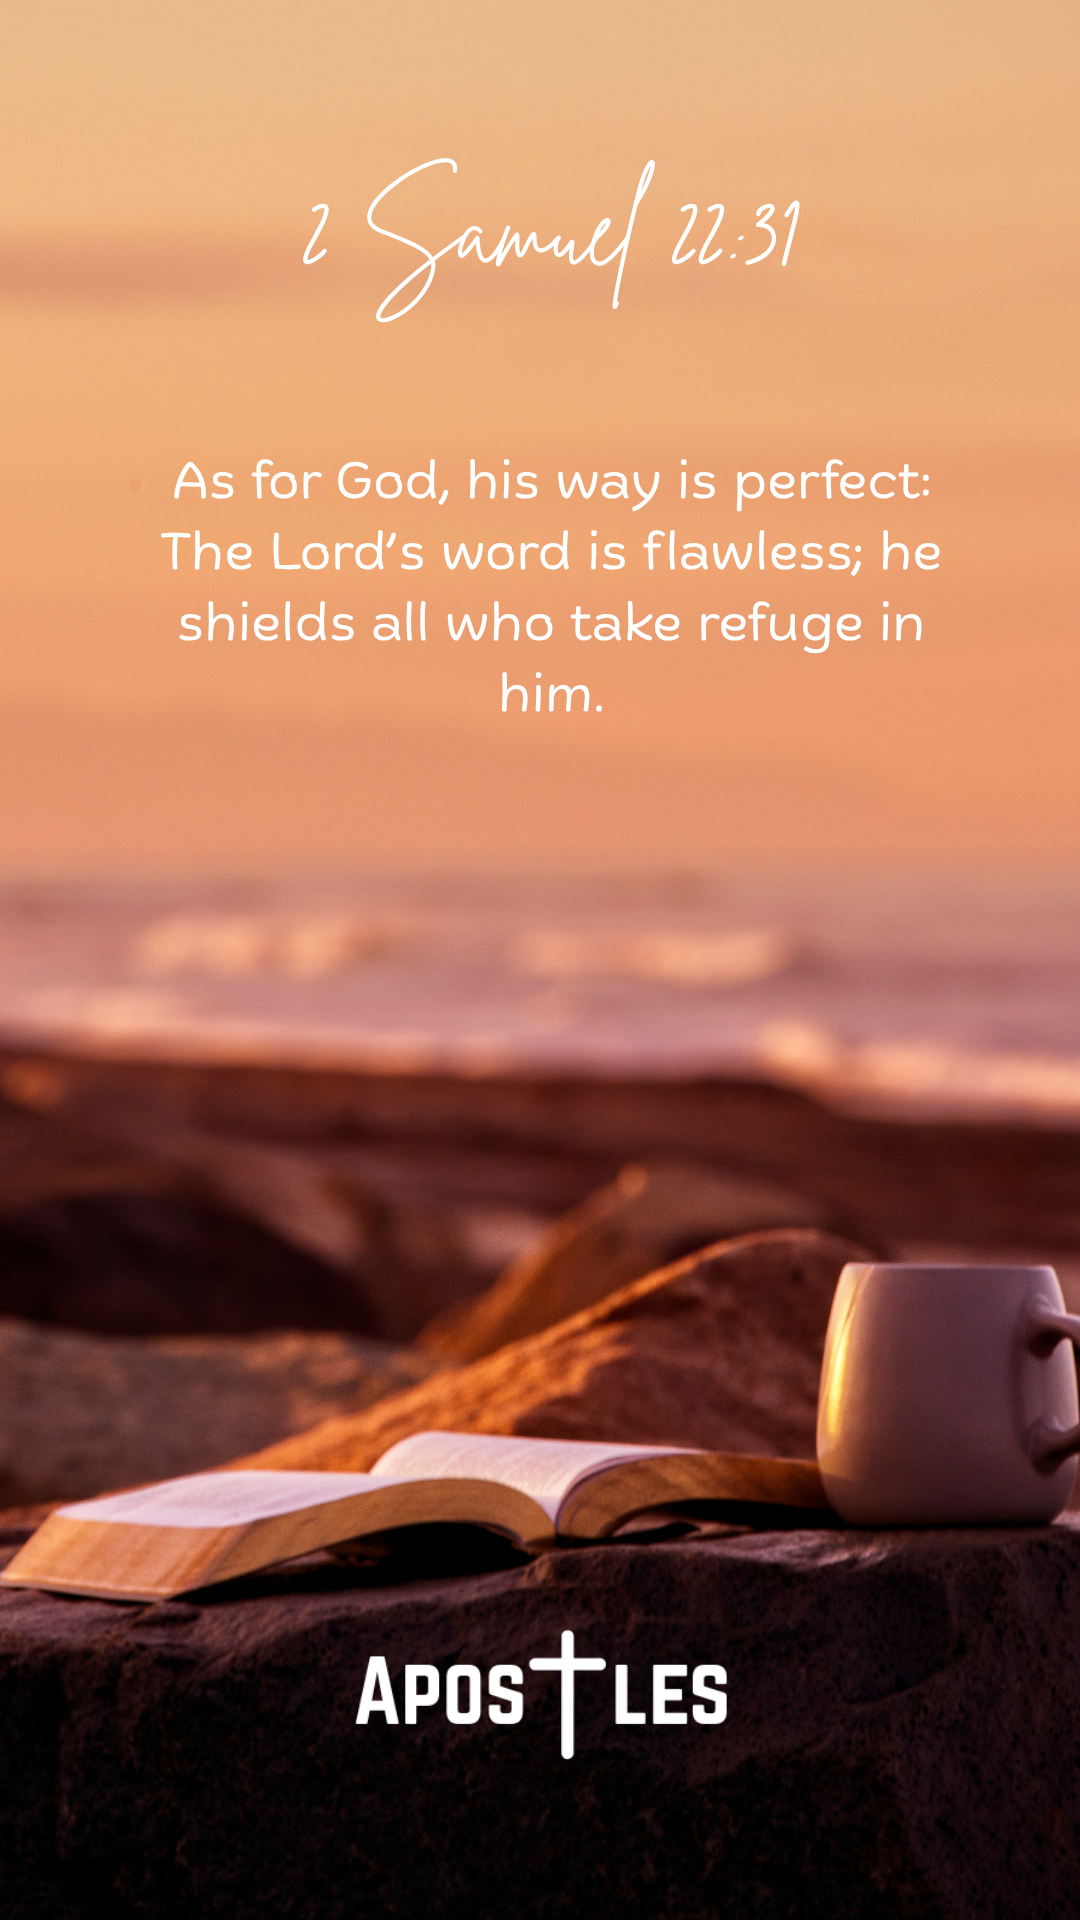 2 Samuel 22:31
As for God, his way is perfect:
The Lord's word is flawless; he
shields all who take refuge in
him.
APOSTLES